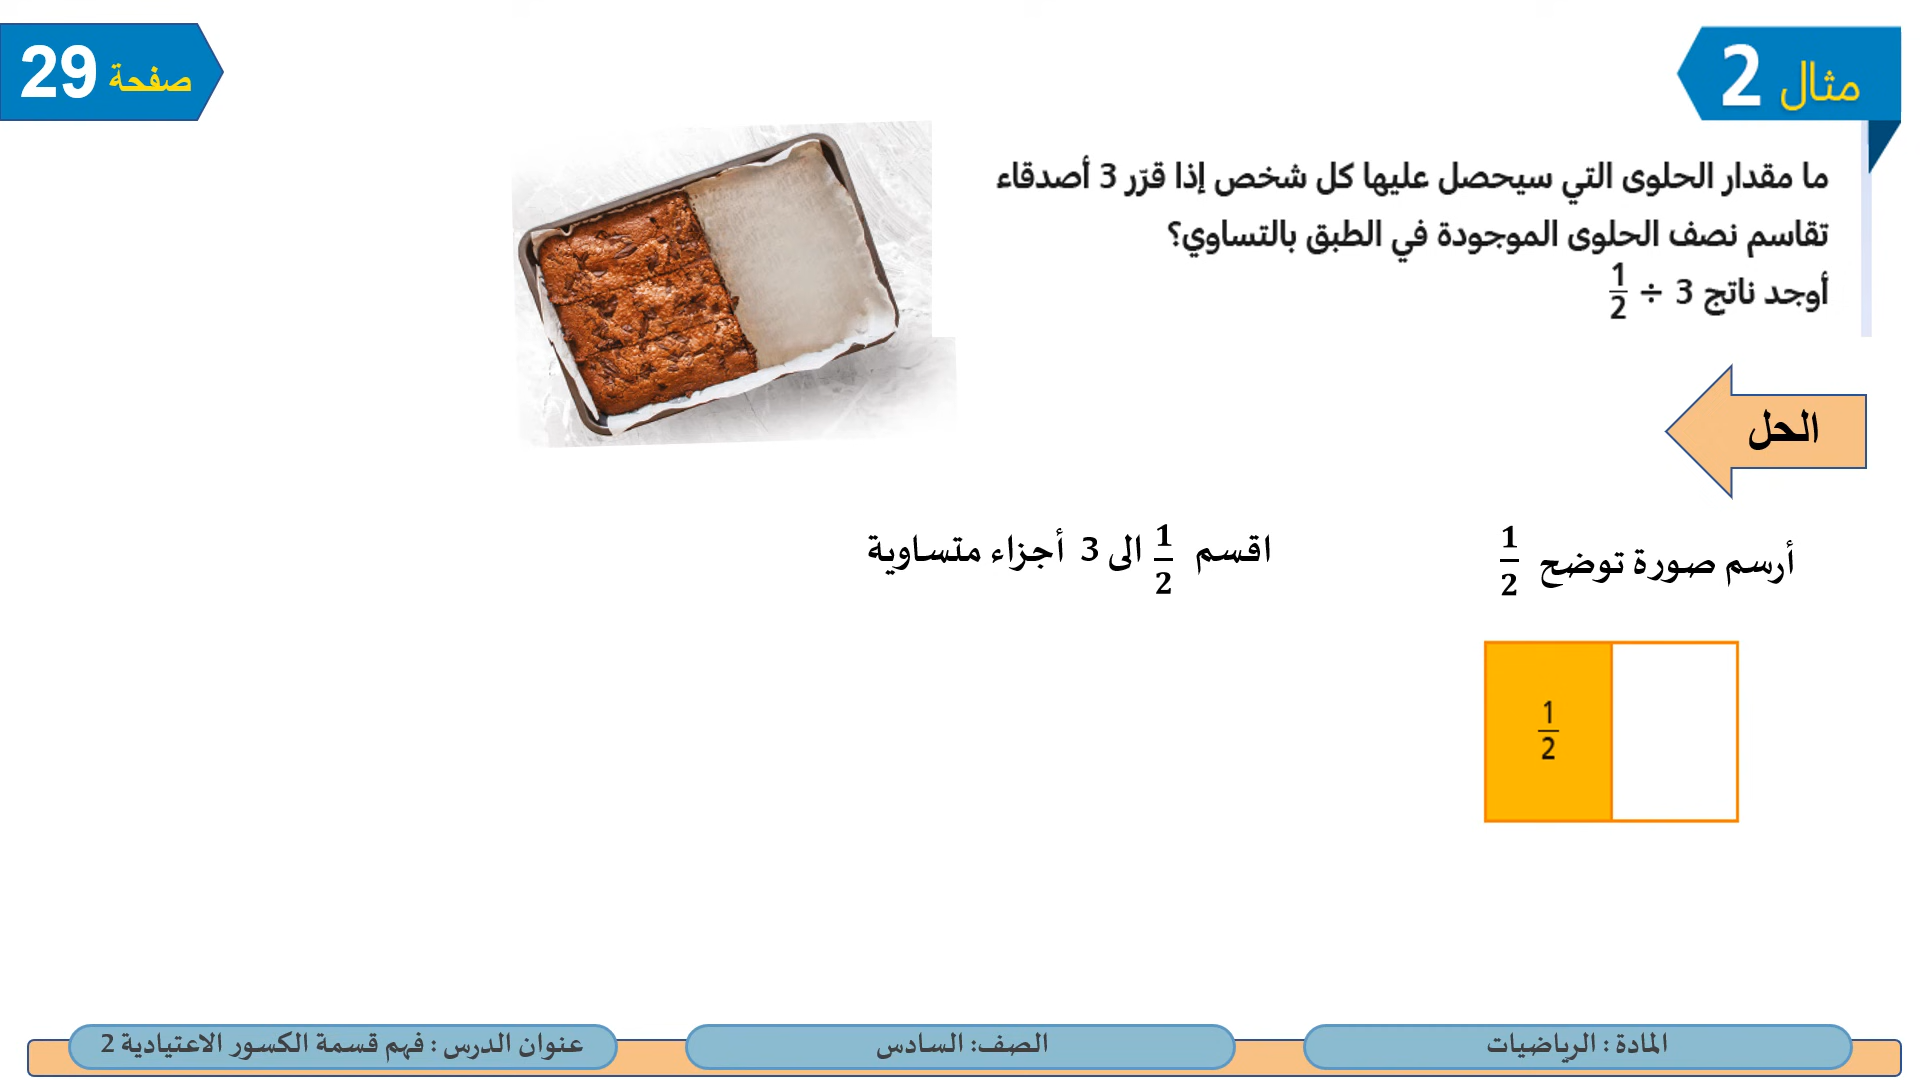 مثال 2
صفحة 29
ما مقدار الحلوى التي سيحصل عليها كل شخص إذا قرّر 3 أصدقاء
تقاسم نصف الحلوى الموجودة في الطبق بالتساوي؟
أوجد ناتج 3 ÷ 1/2
الحل
أرسم صورة توضح 1/2
اقسم 1/2 الى 3 أجزاء متساوية
1/2
المادة : الرياضيات
الصف: السادس
عنوان الدرس : فهم قسمة الكسور الاعتيادية 2